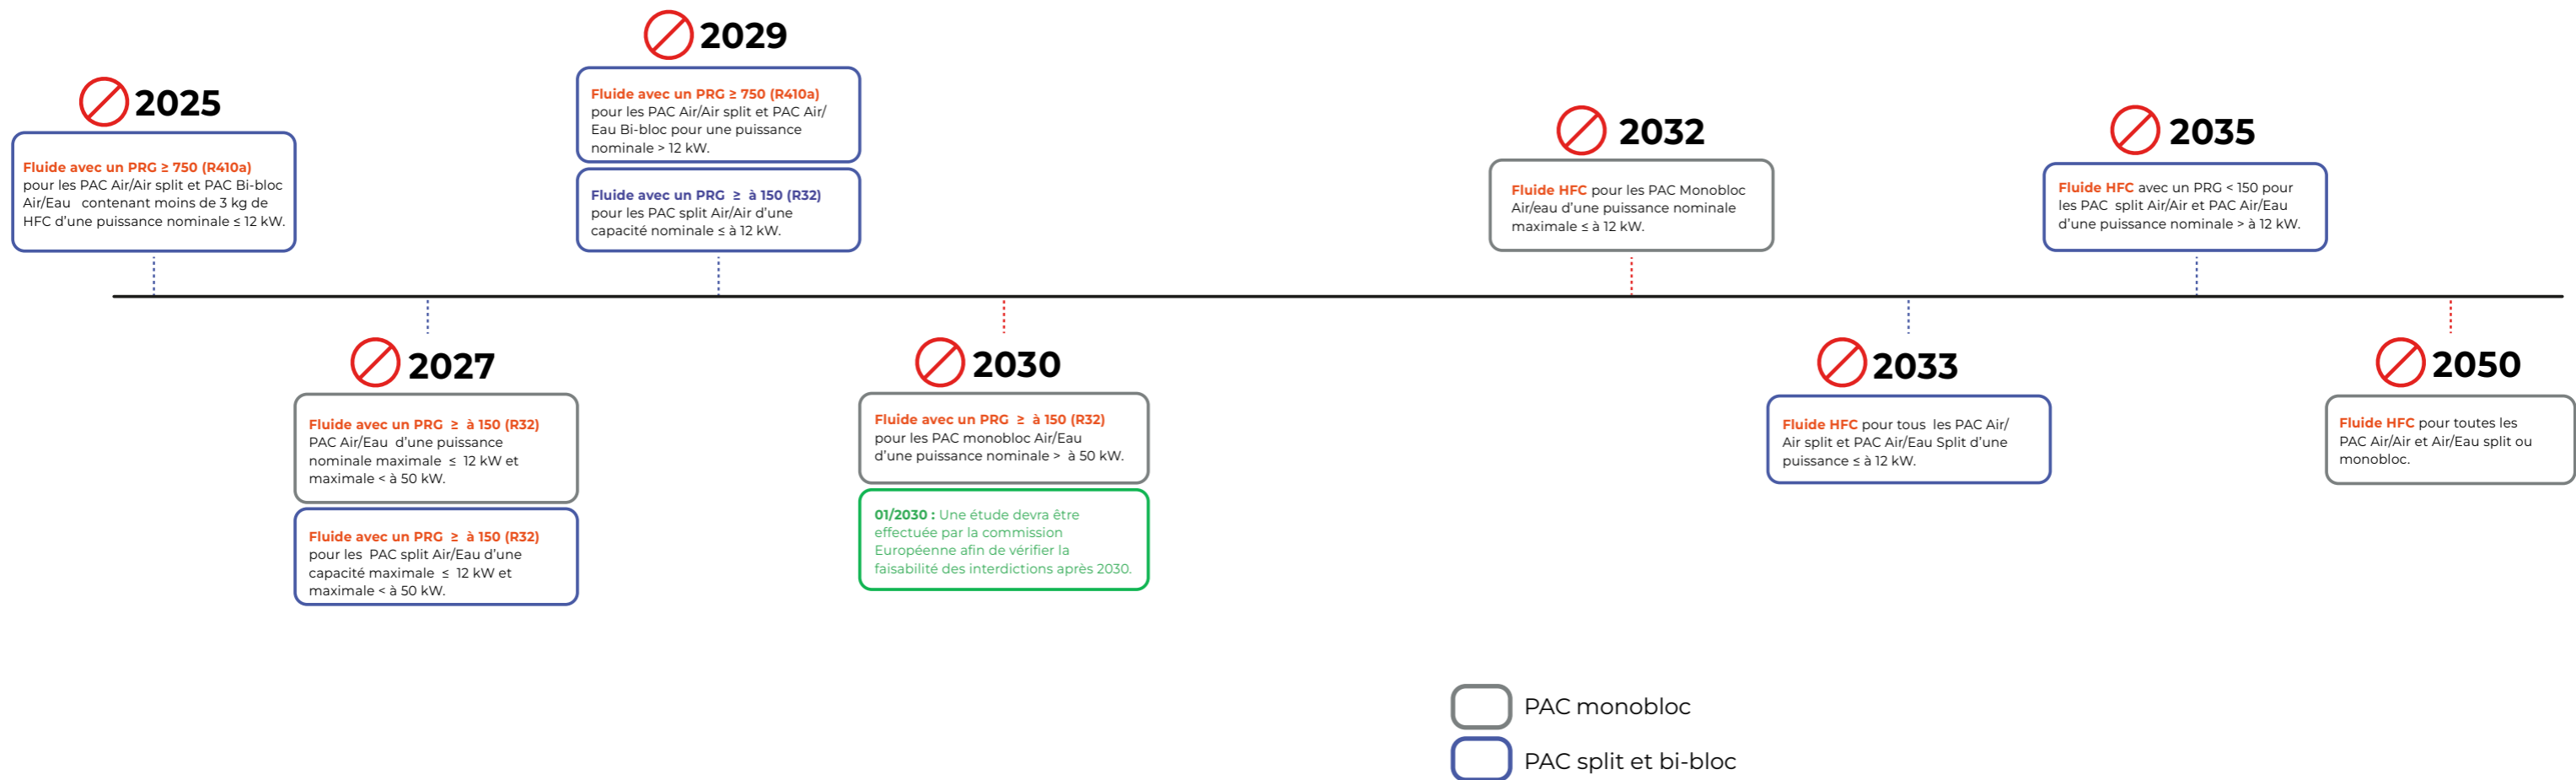 2025
Fluide avec un PRG ≥ 750 (R410a)
pour les PAC Air/Air split et PAC Bi-bloc
Air/Eau contenant moins de 3 kg de
HFC d’une puissance nominale ≤ 12 kW.
2027
Fluide avec un PRG ≥ à 150 (R32)
PAC Air/Eau d’une puissance
nominale maximale ≤ 12 kW et
maximale < à 50 kW.
Fluide avec un PRG ≥ à 150 (R32)
pour les PAC split Air/Eau d’une
capacité maximale ≤ 12 kW et
maximale < à 50 kW.
2029
Fluide avec un PRG ≥ 750 (R410a)
pour les PAC Air/Air split et PAC Air/
Eau Bi-bloc pour une puissance
nominale > 12 kW.
Fluide avec un PRG ≥ à 150 (R32)
pour les PAC split Air/Air d’une
capacité nominale ≤ à 12 kW.
2030
Fluide avec un PRG ≥ à 150 (R32)
pour les PAC monobloc Air/Eau
d’une puissance nominale > à 50 kW.
01/2030 : Une étude devra être
effectuée par la commission
Européenne afin de vérifier la
faisabilité des interdictions après 2030.
2032
Fluide HFC pour les PAC Monobloc
Air/eau d’une puissance nominale
maximale ≤ à 12 kW.
2033
Fluide HFC pour tous les PAC Air/
Air split et PAC Air/Eau Split d’une
puissance ≤ à 12 kW.
2035
Fluide HFC avec un PRG < 150 pour
les PAC split Air/Air et PAC Air/Eau
d’une puissance nominale > à 12 kW.
2050
Fluide HFC pour toutes les
PAC Air/Air et Air/Eau split ou
monobloc.
PAC monobloc
PAC split et bi-bloc